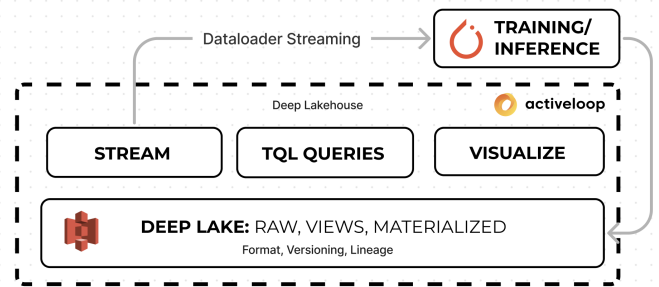 TRAINING/
INFERENCE
Dataloader Streaming
Deep Lakehouse
activeloop
STREAM
TQL QUERIES
VISUALIZE
DEEP LAKE: RAW, VIEWS, MATERIALIZED
Format, Versioning, Lineage